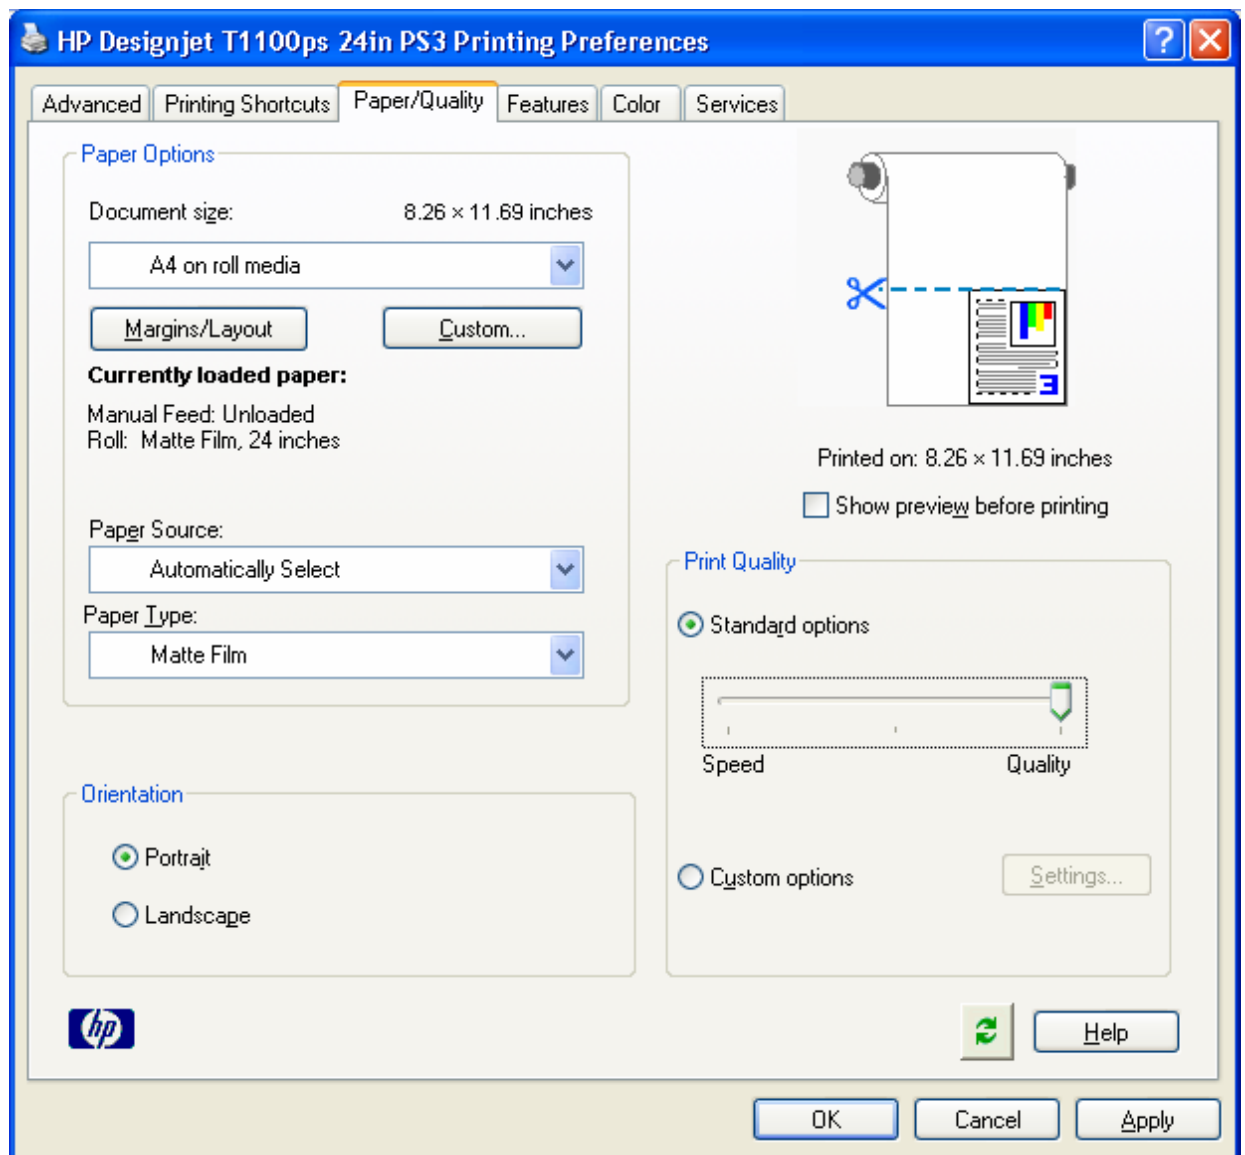 HP Designjet T1100ps 24in PS3 Printing Preferences
Advanced Printing Shortcuts Paper/Quality Features Color Services
Paper Options
Document size: 8.26 × 11.69 inches
A4 on roll media
Margins/Layout Custom...
Currently loaded paper:
Manual Feed: Unloaded
Roll: Matte Film, 24 inches
Paper Source:
Automatically Select
Paper Type:
Matte Film
Orientation
Portrait
Landscape
3
Printed on: 8.26 × 11.69 inches
Show preview before printing
Print Quality
Standard options
Speed Quality
Custom options Settings...
hp
Help
OK Cancel Apply